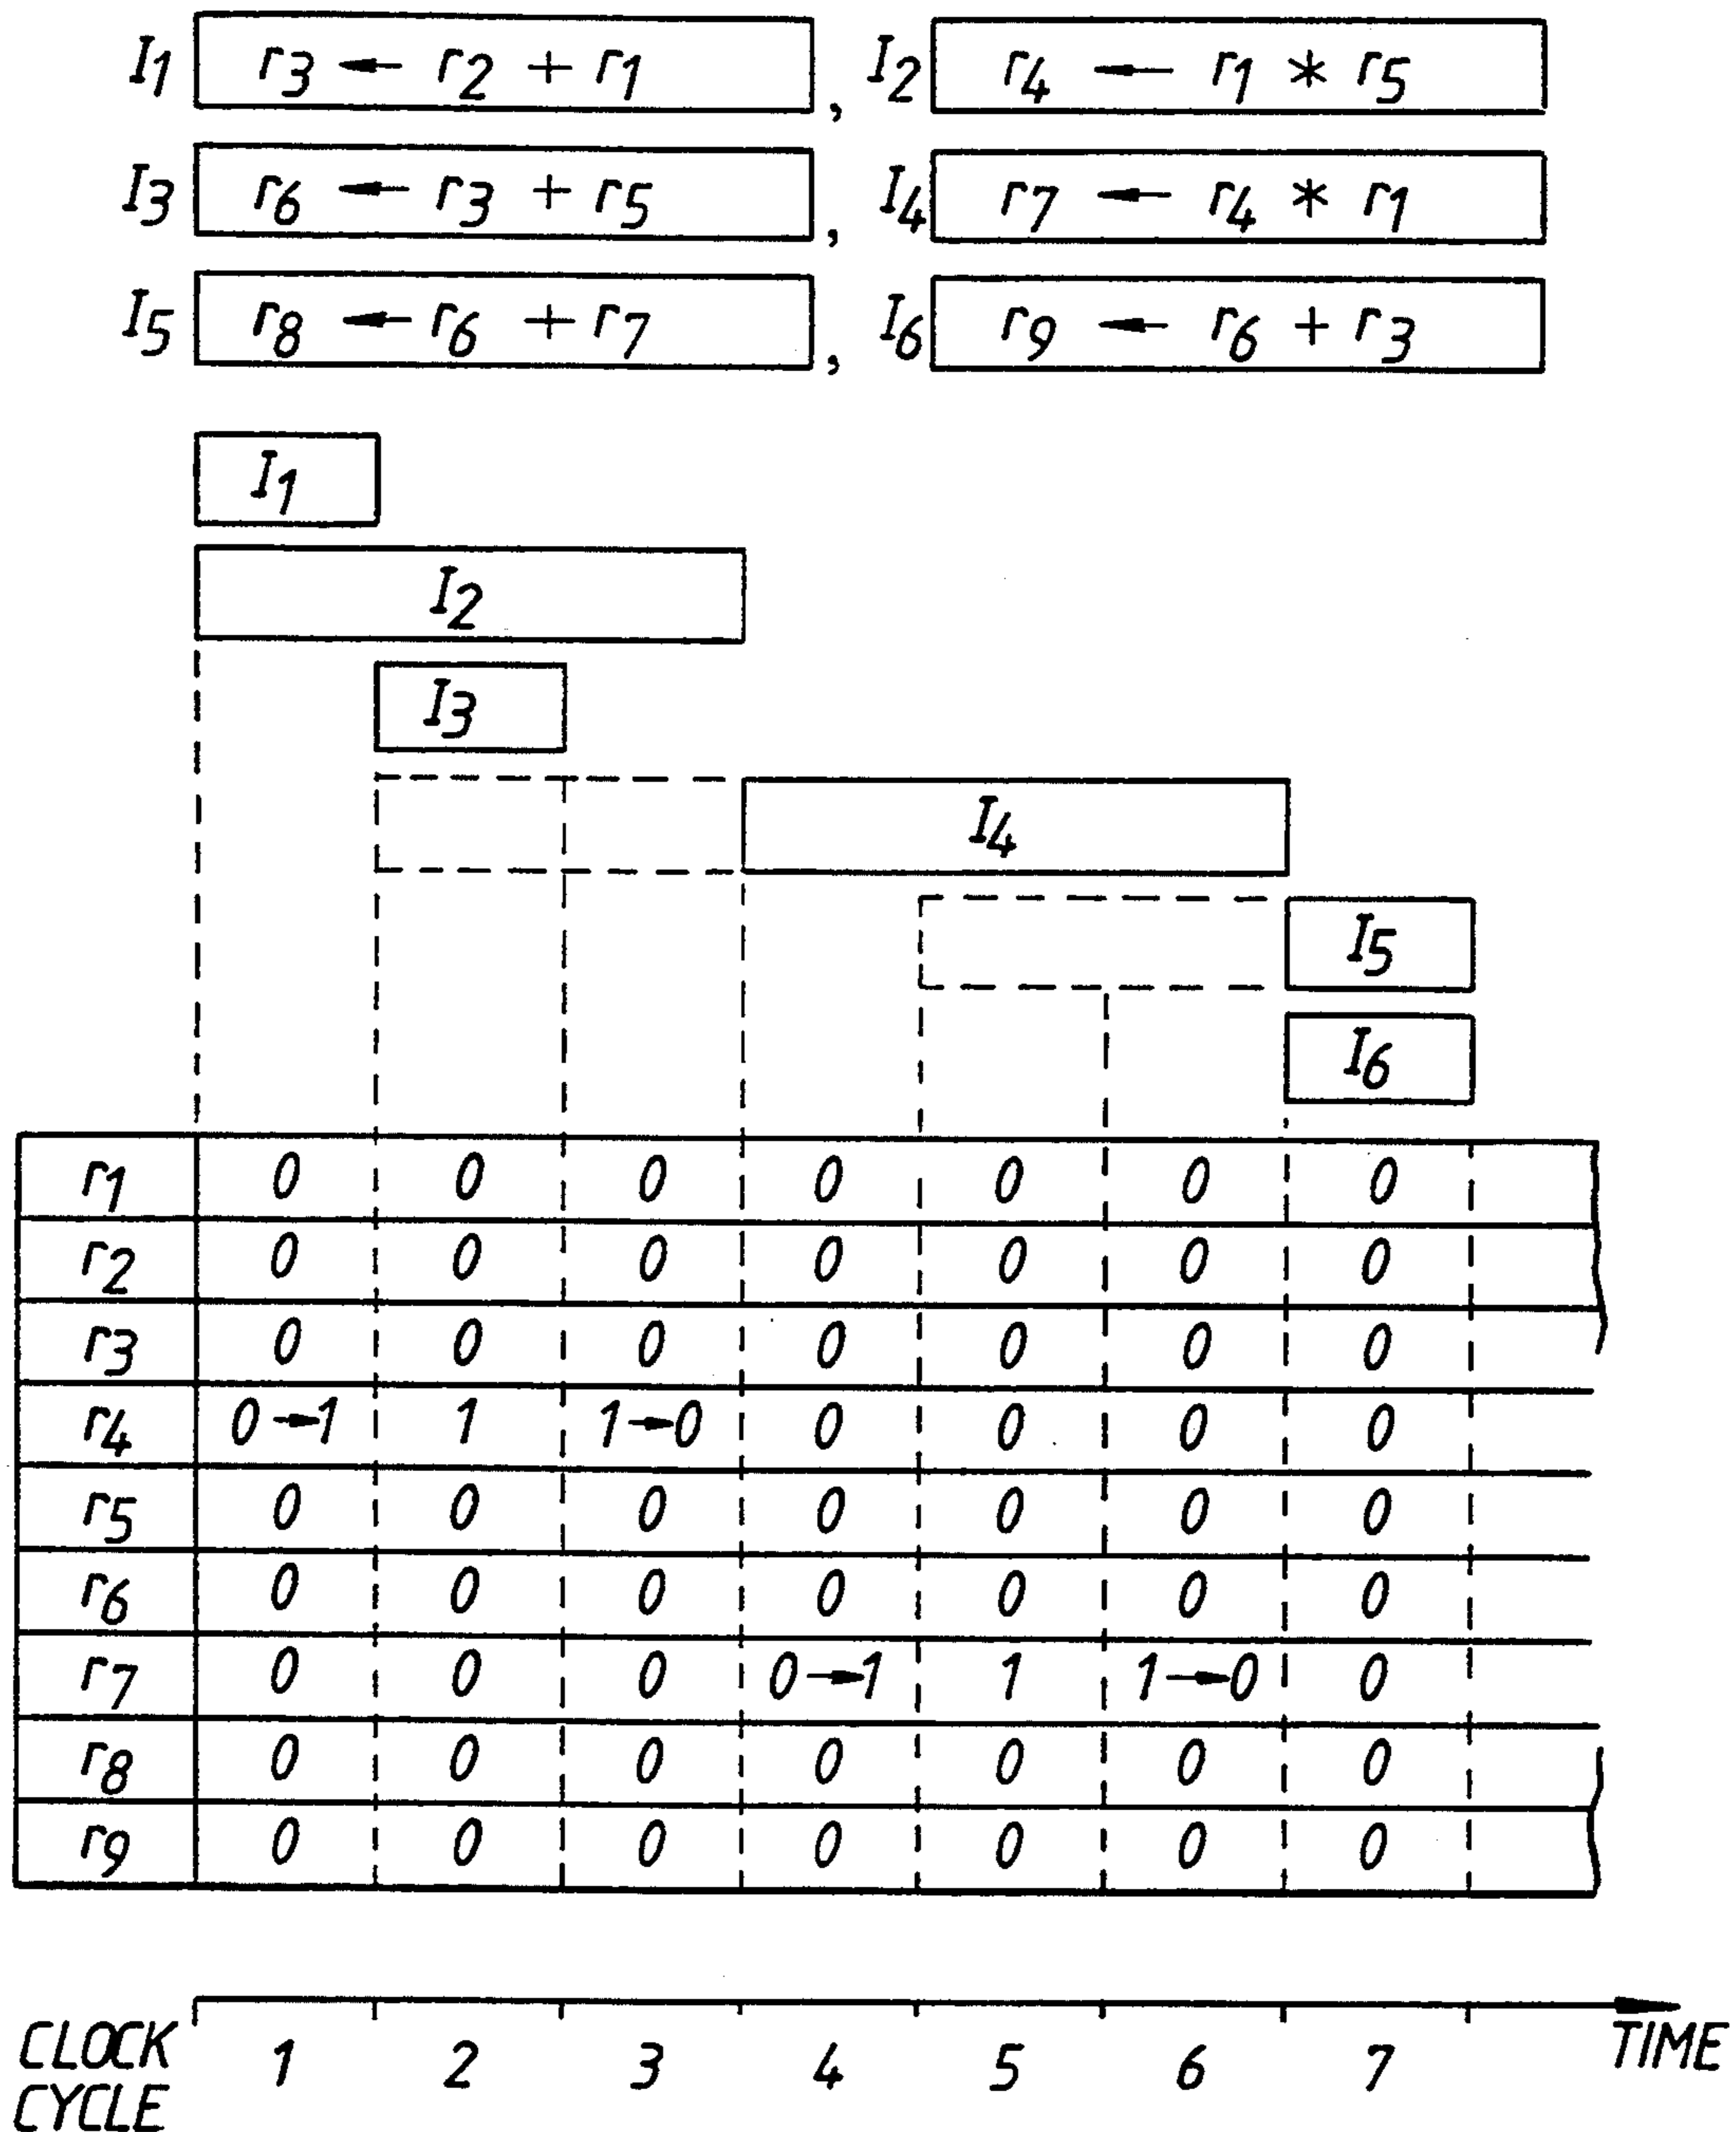 I1 r3 ← r2 + r1 , I2 r4 ← r1 * r5
I3 r6 ← r3 + r5 , I4 r7 ← r4 * r1
I5 r8 ← r6 + r7 , I6 r9 ← r6 + r3
I1
I2
I3
I4
I5
I6
r1 0 0 0 0 0 0 0
r2 0 0 0 0 0 0 0
r3 0 0 0 0 0 0 0
r4 0→1 1 1→0 0 0 0 0
r5 0 0 0 0 0 0 0
r6 0 0 0 0 0 0 0
r7 0 0 0 0→1 1 1→0 0
r8 0 0 0 0 0 0 0
r9 0 0 0 0 0 0 0
CLOCK CYCLE 1 2 3 4 5 6 7 TIME